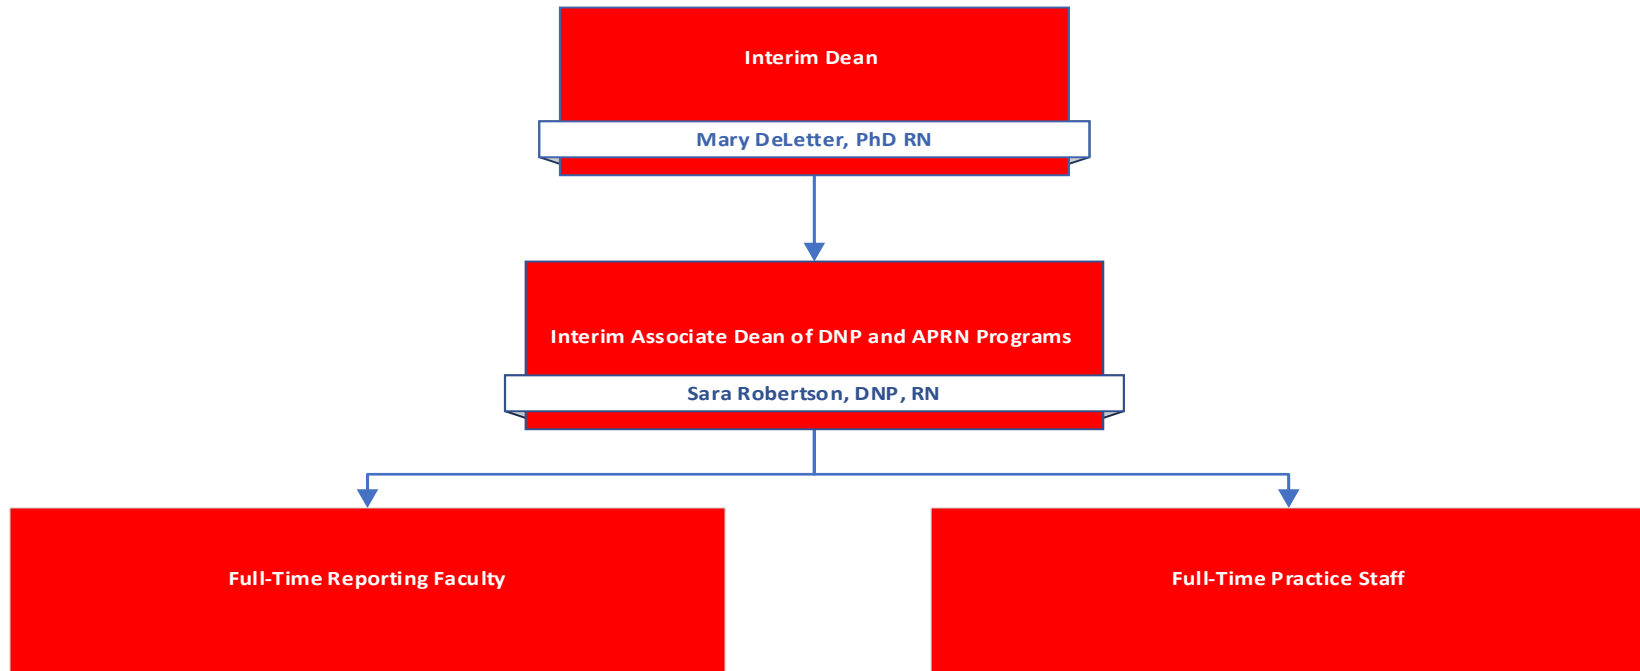 Interim Dean
Mary DeLetter, PhD RN
Interim Associate Dean of DNP and APRN Programs
Sara Robertson, DNP, RN
Full-Time Reporting Faculty
Full-Time Practice Staff